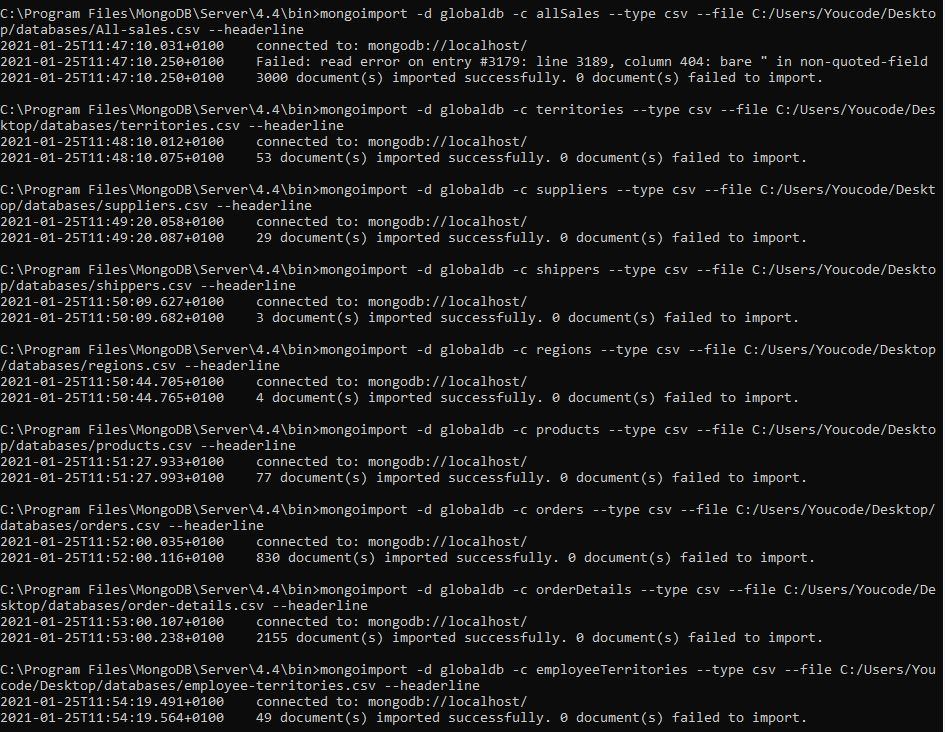 C:\Program Files\MongoDB\Server\4.4\bin>mongoimport -d globaldb -c allSales --type csv --file C:/Users/Youcode/Deskto
p/databases/All-sales.csv --headerline
2021-01-25T11:47:10.031+0100    connected to: mongodb://localhost/
2021-01-25T11:47:10.250+0100    Failed: read error on entry #3179: line 3189, column 404: bare " in non-quoted-field
2021-01-25T11:47:10.250+0100    3000 document(s) imported successfully. 0 document(s) failed to import.
C:\Program Files\MongoDB\Server\4.4\bin>mongoimport -d globaldb -c territories --type csv --file C:/Users/Youcode/Des
ktop/databases/territories.csv --headerline
2021-01-25T11:48:10.012+0100    connected to: mongodb://localhost/
2021-01-25T11:48:10.075+0100    53 document(s) imported successfully. 0 document(s) failed to import.
C:\Program Files\MongoDB\Server\4.4\bin>mongoimport -d globaldb -c suppliers --type csv --file C:/Users/Youcode/Deskt
op/databases/suppliers.csv --headerline
2021-01-25T11:49:20.058+0100    connected to: mongodb://localhost/
2021-01-25T11:49:20.087+0100    29 document(s) imported successfully. 0 document(s) failed to import.
C:\Program Files\MongoDB\Server\4.4\bin>mongoimport -d globaldb -c shippers --type csv --file C:/Users/Youcode/Deskto
p/databases/shippers.csv --headerline
2021-01-25T11:50:09.627+0100    connected to: mongodb://localhost/
2021-01-25T11:50:09.682+0100    3 document(s) imported successfully. 0 document(s) failed to import.
C:\Program Files\MongoDB\Server\4.4\bin>mongoimport -d globaldb -c regions --type csv --file C:/Users/Youcode/Desktop
/databases/regions.csv --headerline
2021-01-25T11:50:44.705+0100    connected to: mongodb://localhost/
2021-01-25T11:50:44.765+0100    4 document(s) imported successfully. 0 document(s) failed to import.
C:\Program Files\MongoDB\Server\4.4\bin>mongoimport -d globaldb -c products --type csv --file C:/Users/Youcode/Deskto
p/databases/products.csv --headerline
2021-01-25T11:51:27.933+0100    connected to: mongodb://localhost/
2021-01-25T11:51:27.993+0100    77 document(s) imported successfully. 0 document(s) failed to import.
C:\Program Files\MongoDB\Server\4.4\bin>mongoimport -d globaldb -c orders --type csv --file C:/Users/Youcode/Desktop/
databases/orders.csv --headerline
2021-01-25T11:52:00.035+0100    connected to: mongodb://localhost/
2021-01-25T11:52:00.116+0100    830 document(s) imported successfully. 0 document(s) failed to import.
C:\Program Files\MongoDB\Server\4.4\bin>mongoimport -d globaldb -c orderDetails --type csv --file C:/Users/Youcode/De
sktop/databases/order-details.csv --headerline
2021-01-25T11:53:00.107+0100    connected to: mongodb://localhost/
2021-01-25T11:53:00.238+0100    2155 document(s) imported successfully. 0 document(s) failed to import.
C:\Program Files\MongoDB\Server\4.4\bin>mongoimport -d globaldb -c employeeTerritories --type csv --file C:/Users/You
code/Desktop/databases/employee-territories.csv --headerline
2021-01-25T11:54:19.491+0100    connected to: mongodb://localhost/
2021-01-25T11:54:19.564+0100    49 document(s) imported successfully. 0 document(s) failed to import.